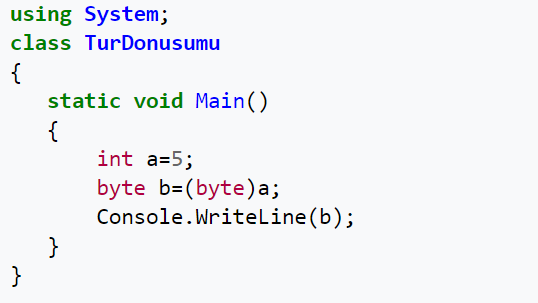 using System;
class TurDonusumu
{
   static void Main()
   {
       int a=5;
       byte b=(byte)a;
       Console.WriteLine(b);
   }
}